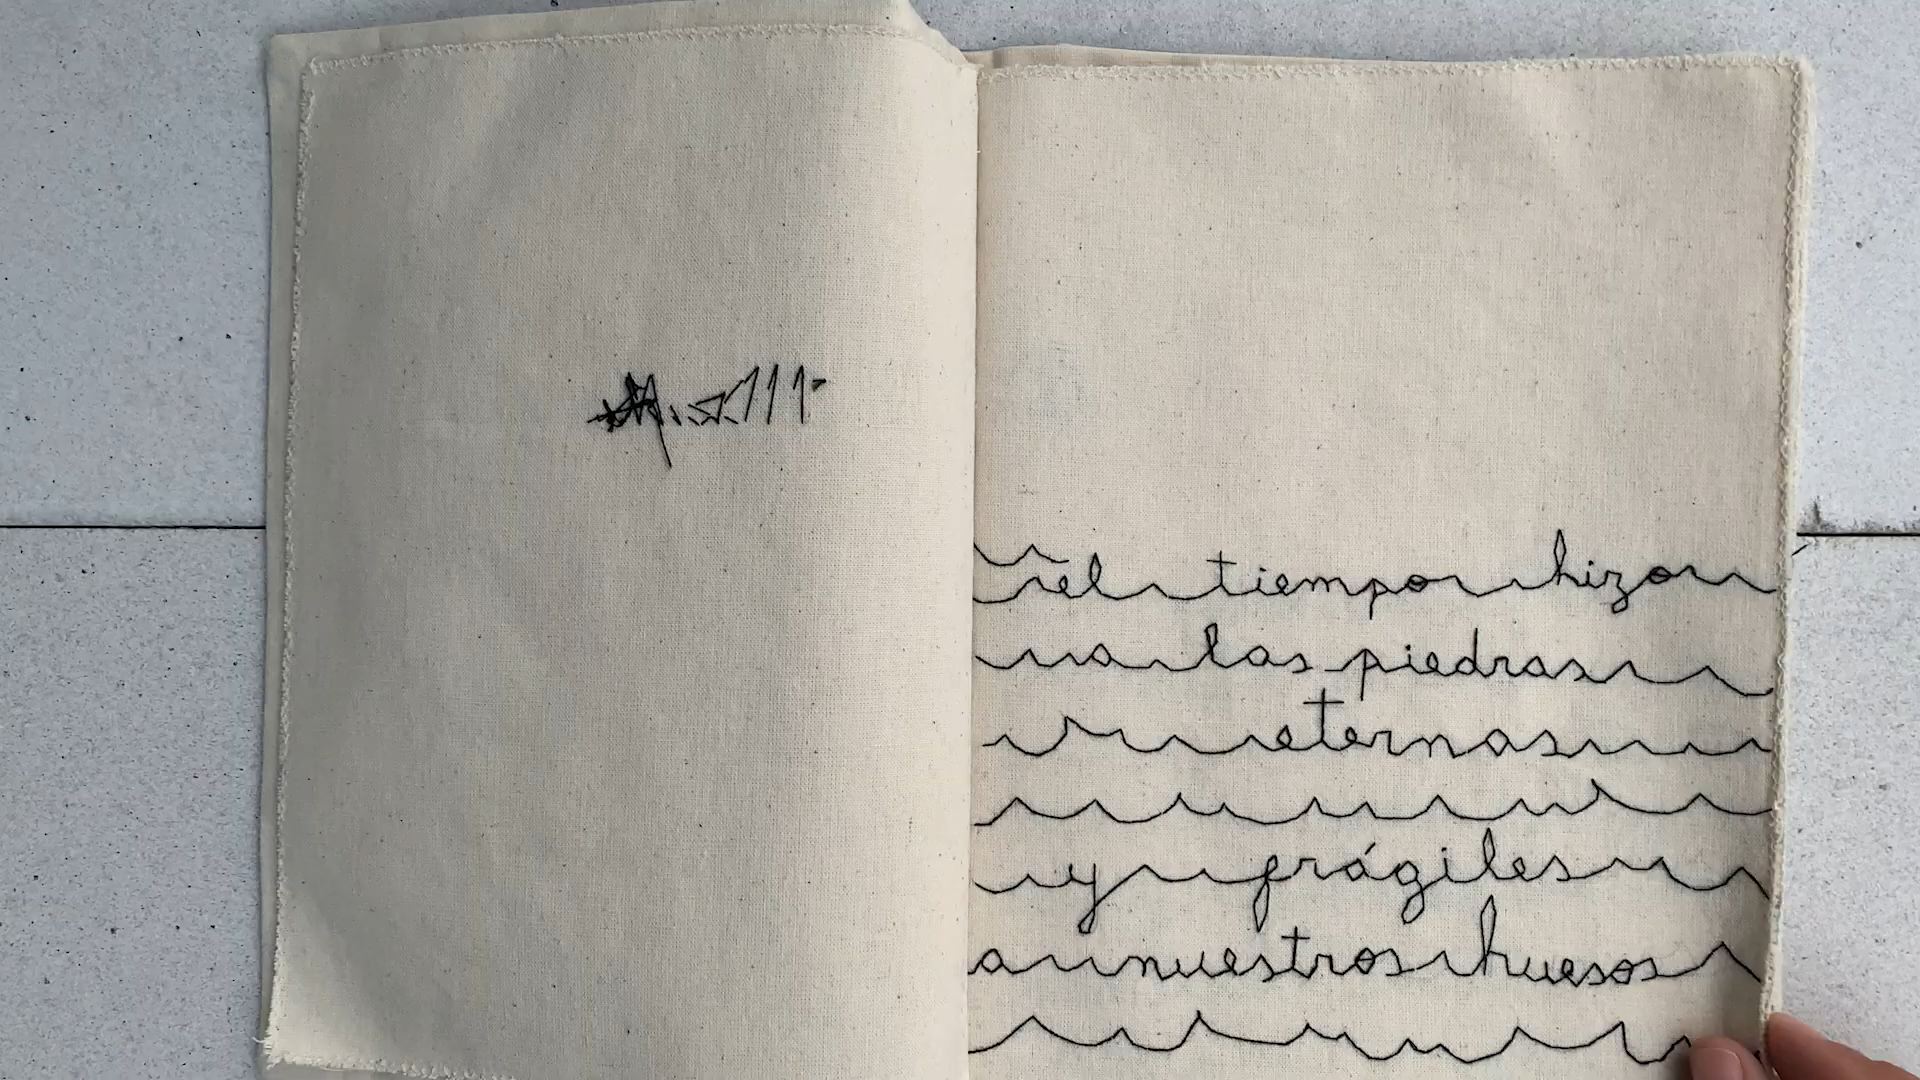 el tiempo hizo
a las piedras
eternas
y frágiles
a nuestros huesos